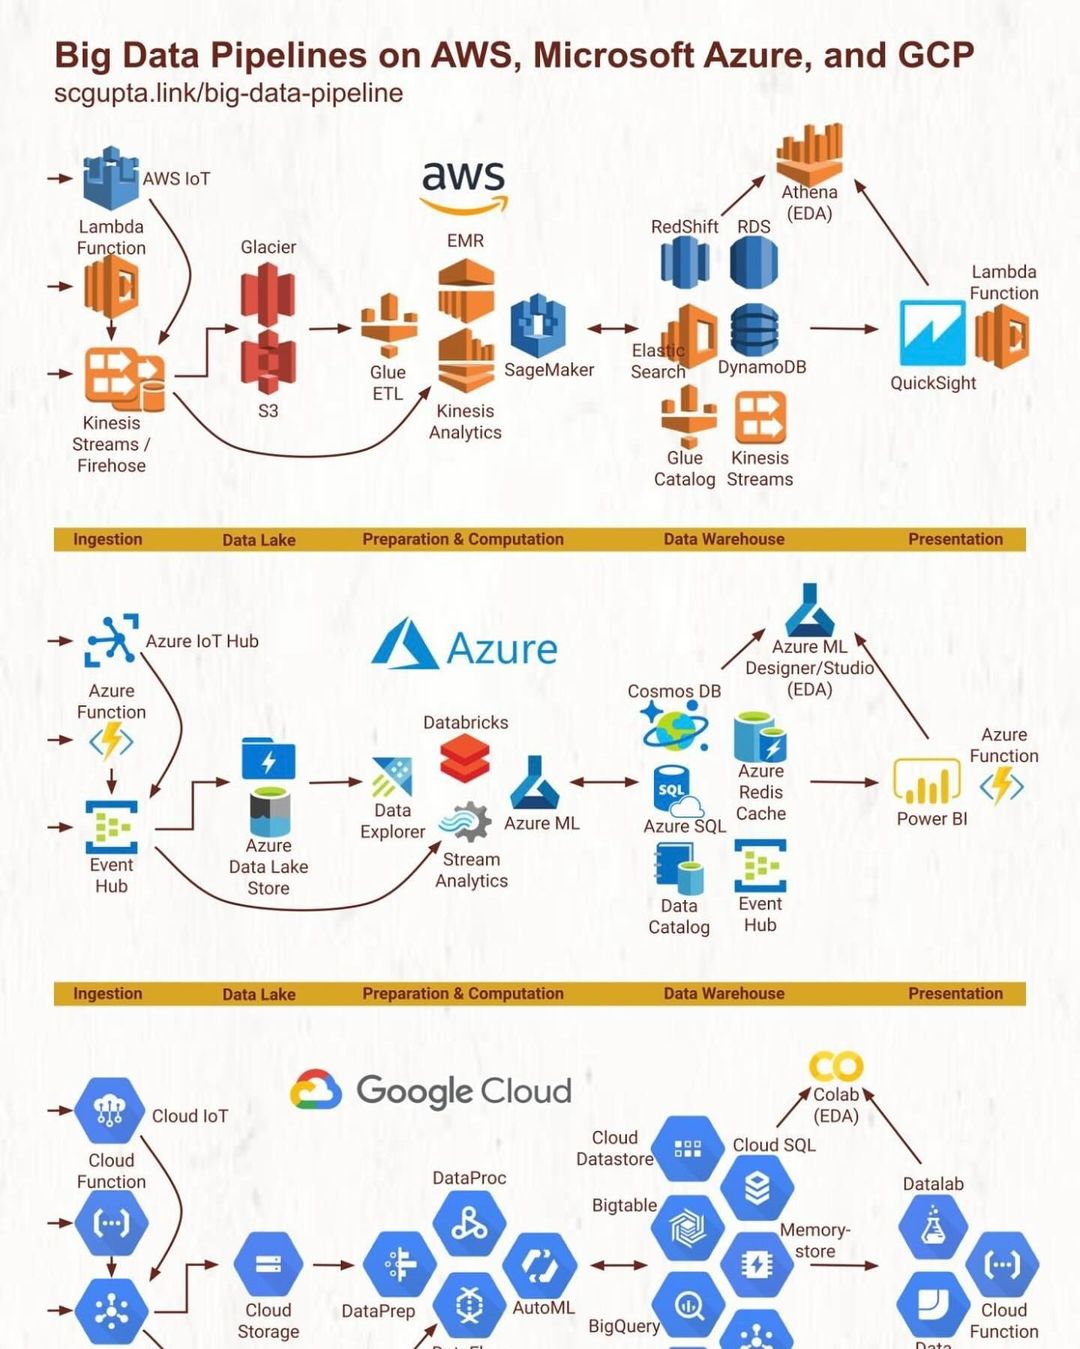 Big Data Pipelines on AWS, Microsoft Azure, and GCP
scgupta.link/big-data-pipeline
AWS IoT
Lambda
Function
Kinesis
Streams /
Firehose
Glacier
S3
aws
EMR
Glue
ETL
Kinesis
Analytics
SageMaker
RedShift
RDS
Elastic
Search
DynamoDB
Glue
Catalog
Kinesis
Streams
Athena
(EDA)
Lambda
Function
QuickSight
Ingestion
Data Lake
Preparation & Computation
Data Warehouse
Presentation
Azure IoT Hub
Azure
Function
Event
Hub
Azure
Data Lake
Store
Azure
Databricks
Data
Explorer
Stream
Analytics
Azure ML
Cosmos DB
SQL
Azure SQL
Azure
Redis
Cache
Data
Catalog
Event
Hub
Azure ML
Designer/Studio
(EDA)
Azure
Function
Power BI
Ingestion
Data Lake
Preparation & Computation
Data Warehouse
Presentation
Google Cloud
Cloud IoT
Cloud
Function
Cloud
Storage
DataProc
DataPrep
AutoML
Cloud
Datastore
Cloud SQL
Bigtable
Memory-
store
BigQuery
CO
Colab
(EDA)
Datalab
Cloud
Function
Data